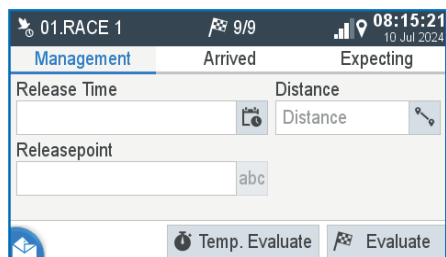 01.RACE 1 9/9 08:15:21
10 Jul 2024
Management Arrived Expecting
Release Time Distance
Distance
Releasepoint
abc
Temp. Evaluate Evaluate